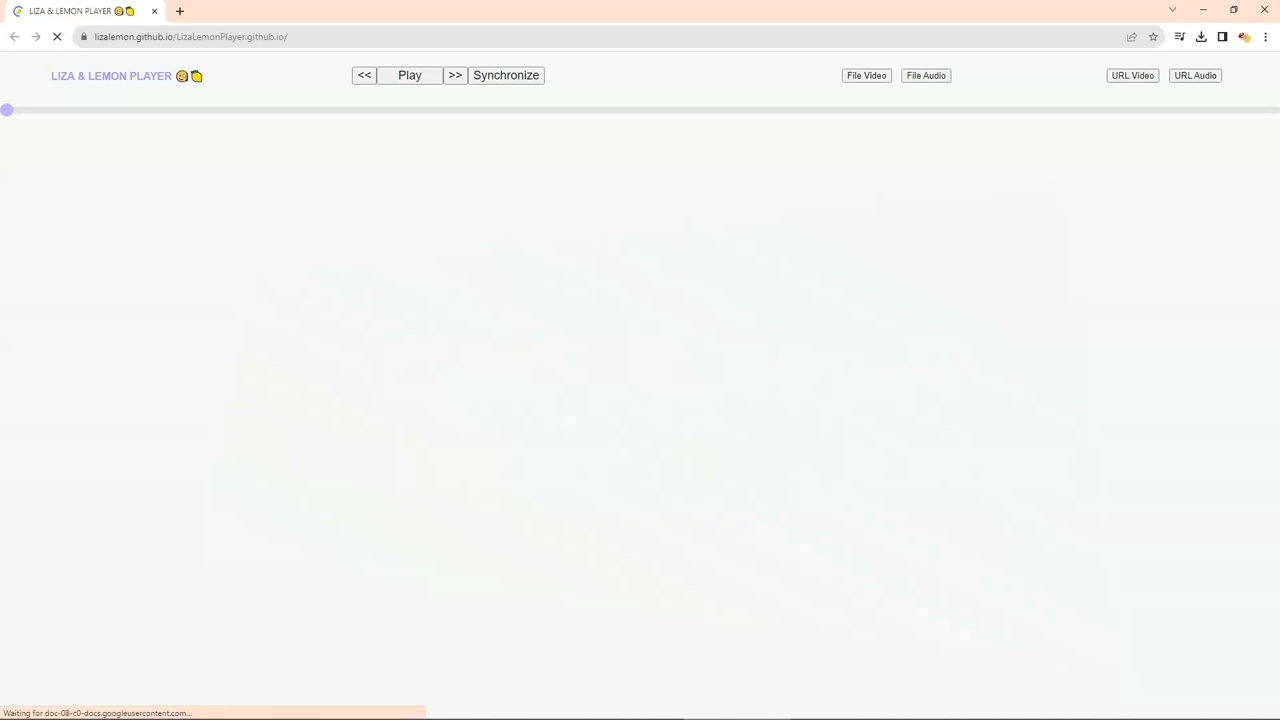 LIZA & LEMON PLAYER 🥞🍋
lizalemon.github.io/LizaLemonPlayer.github.io/
LIZA & LEMON PLAYER 🥞🍋
<< Play >> Synchronize File Video File Audio URL Video URL Audio
Waiting for doc-08-c0-docs.googleusercontent.com...